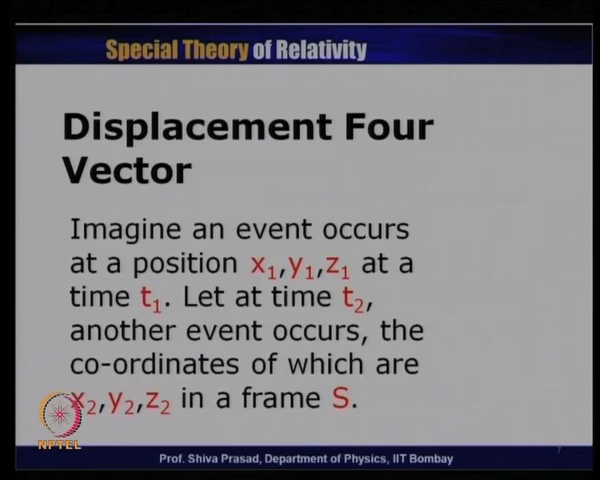 Special Theory of Relativity
Displacement Four
Vector
Imagine an event occurs
at a position x₁,y₁,z₁ at a
time t₁. Let at time t₂,
another event occurs, the
co-ordinates of which are
x₂,y₂,z₂ in a frame S.
NPTEL
Prof. Shiva Prasad, Department of Physics, IIT Bombay
7